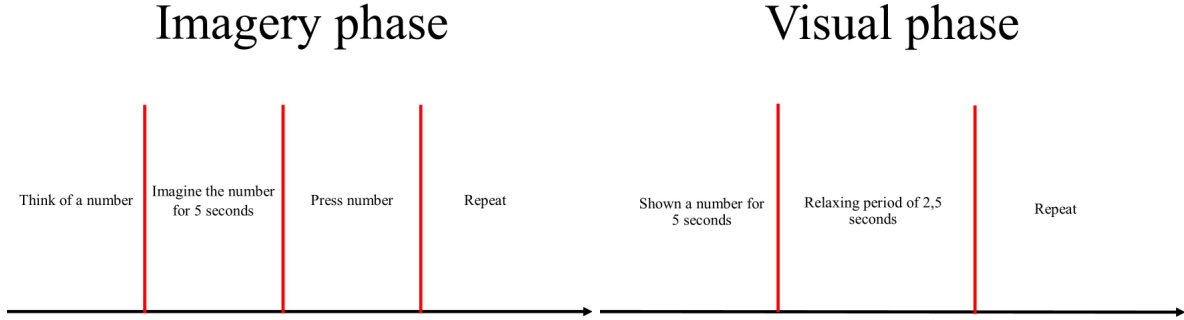 Imagery phase
Think of a number
Imagine the number
for 5 seconds
Press number
Repeat
Visual phase
Shown a number for
5 seconds
Relaxing period of 2,5
seconds
Repeat